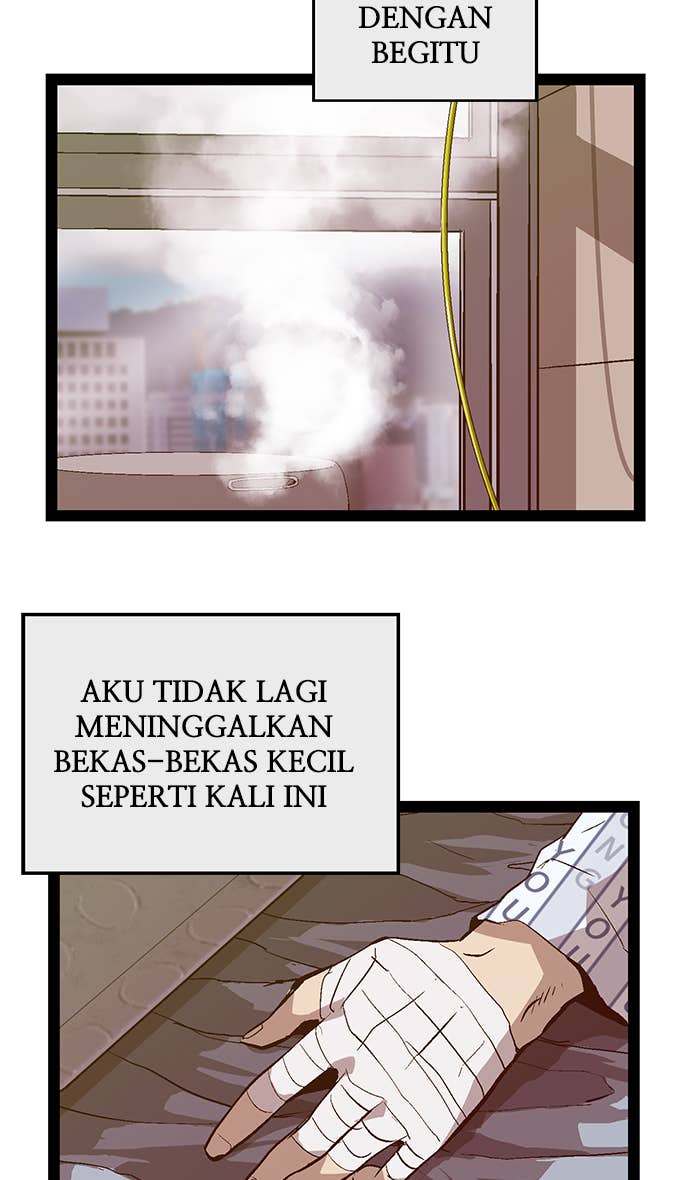 DENGAN
BEGITU
AKU TIDAK LAGI
MENINGGALKAN
BEKAS-BEKAS KECIL
SEPERTI KALI INI